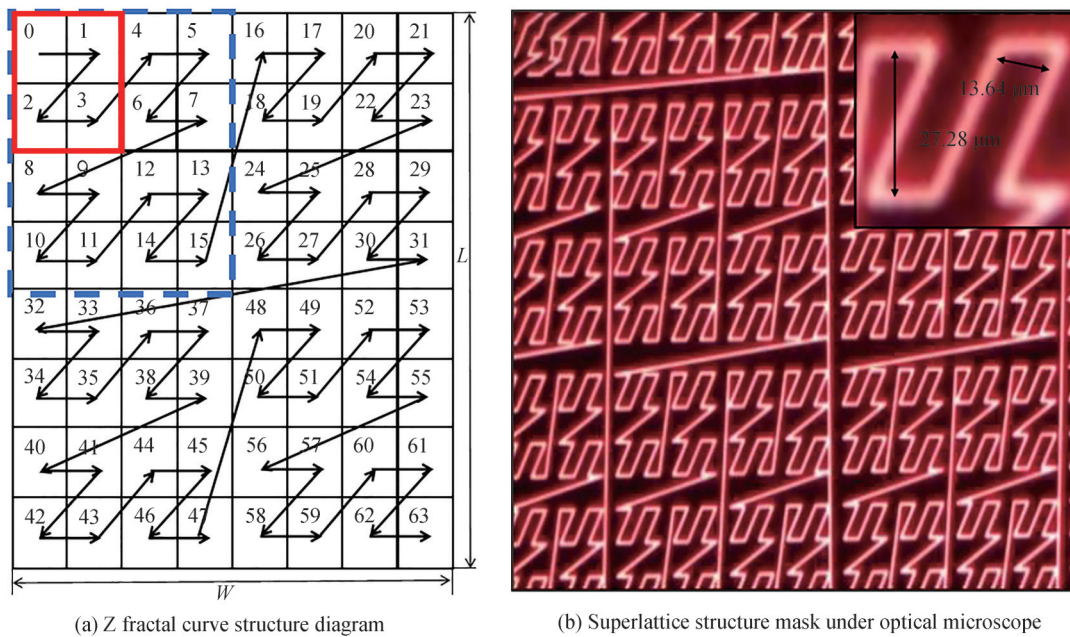 0 1 4 5 16 17 20 21
2 3 6 7 18 19 22 23
8 9 12 13 24 25 28 29
10 11 14 15 26 27 30 31
32 33 36 37 48 49 52 53
34 35 38 39 50 51 54 55
40 41 44 45 56 57 60 61
42 43 46 47 58 59 62 63
L
W
13.64 μm
27.28 μm
(a) Z fractal curve structure diagram
(b) Superlattice structure mask under optical microscope